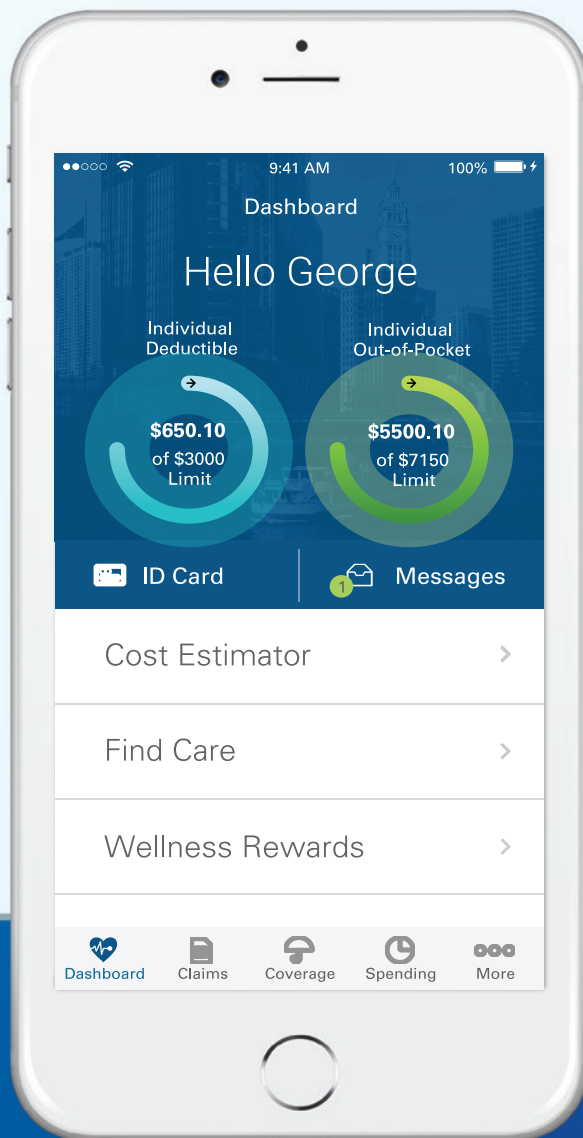 9:41 AM
100%
Dashboard
Hello George
Individual
Deductible
$650.10
of $3000
Limit
Individual
Out-of-Pocket
$5500.10
of $7150
Limit
ID Card
1
Messages
Cost Estimator
Find Care
Wellness Rewards
Dashboard
Claims
Coverage
Spending
More